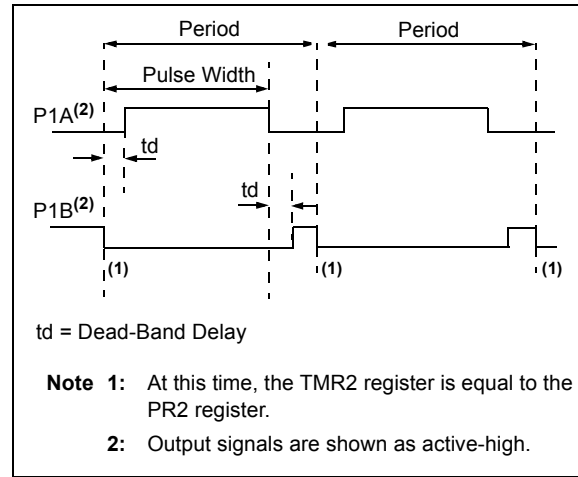 Period
Period
Pulse Width
P1A(2)
td
td
P1B(2)
(1)
(1)
(1)
td = Dead-Band Delay
Note 1: At this time, the TMR2 register is equal to the
PR2 register.
2: Output signals are shown as active-high.